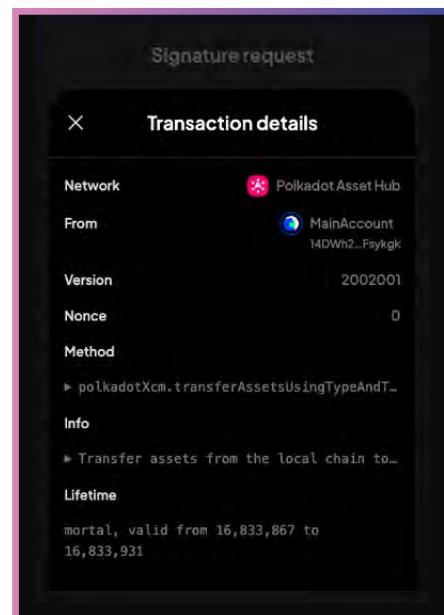 Signature request
Transaction details
Network Polkadot Asset Hub
From MainAccount
14DWh2...Fsykgk
Version 2002001
Nonce 0
Method
▶ polkadotXcm.transferAssetsUsingTypeAndT…
Info
▶ Transfer assets from the local chain to…
Lifetime
mortal, valid from 16,833,867 to
16,833,931